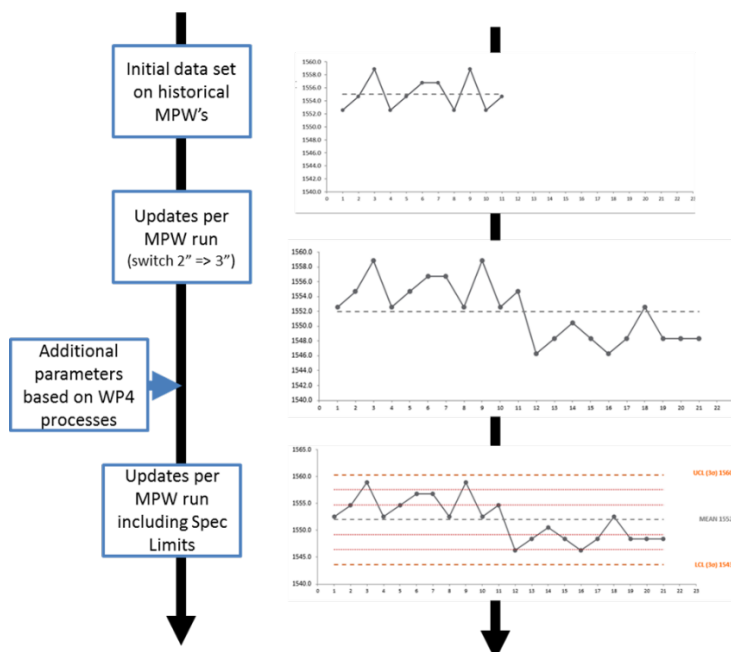 Initial data set
on historical
MPW's
1560.0
1558.0
1556.0
1554.0
1552.0
1550.0
1548.0
1546.0
1544.0
1542.0
1540.0
0 1 2 3 4 5 6 7 8 9 10 11 12 13 14 15 16 17 18 19 20 21 22 23
Updates per
MPW run
(switch 2” => 3”)
1560.0
1558.0
1556.0
1554.0
1552.0
1550.0
1548.0
1546.0
1544.0
1542.0
1540.0
0 1 2 3 4 5 6 7 8 9 10 11 12 13 14 15 16 17 18 19 20 21 22
Additional
parameters
based on WP4
processes
Updates per
MPW run
including Spec
Limits
1565.0
1560.0
1555.0
1550.0
1545.0
1540.0
0 1 2 3 4 5 6 7 8 9 10 11 12 13 14 15 16 17 18 19 20 21 22 23
UCL (3σ) 156
MEAN 1552
UCL (3σ) 154